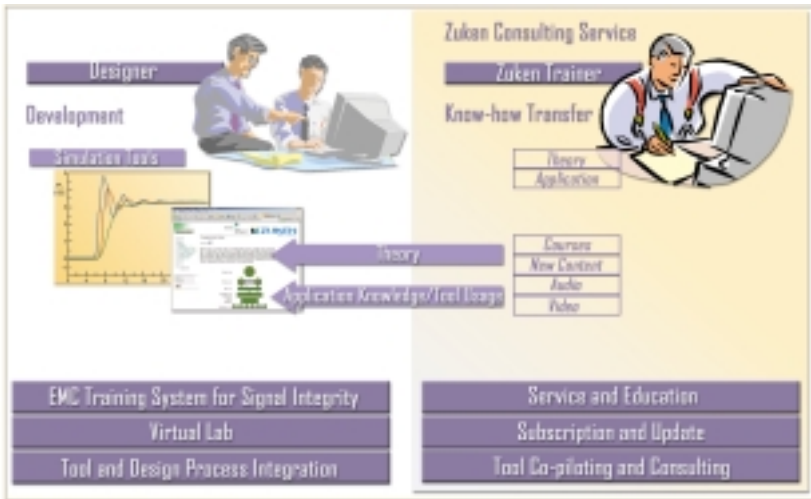 Designer
Development
Simulation Tools
Zuken Consulting Service
Zuken Trainer
Know-how Transfer
Theory
Application
Theory
Application Knowledge/Tool Usage
Courses
New Content
Audio
Video
EMC Training System for Signal Integrity
Virtual Lab
Tool and Design Process Integration
Service and Education
Subscription and Update
Tool Co-piloting and Consulting